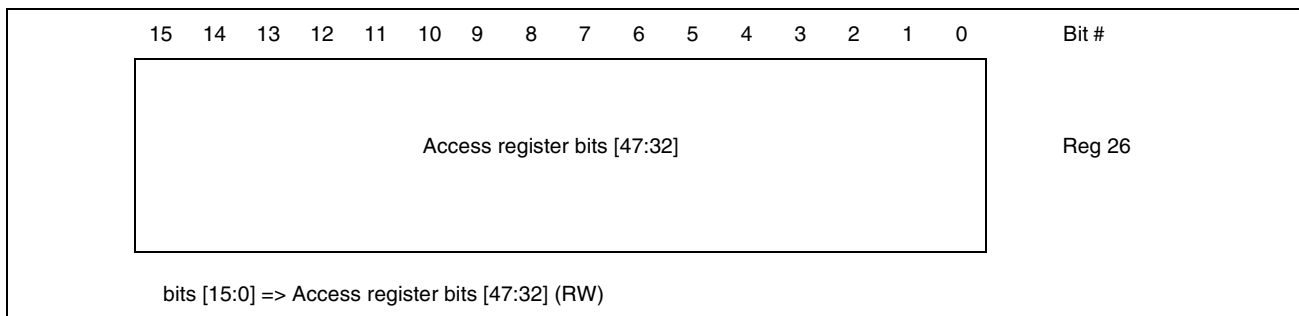 15 14 13 12 11 10 9 8 7 6 5 4 3 2 1 0 Bit #
Access register bits [47:32] Reg 26
bits [15:0] => Access register bits [47:32] (RW)